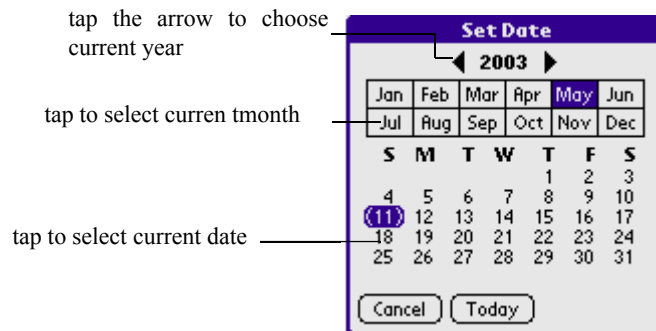 tap the arrow to choose
current year
tap to select curren tmonth
tap to select current date
Set Date
2003
Jan Feb Mar Apr May Jun
Jul Aug Sep Oct Nov Dec
S M T W T F S
1 2 3
4 5 6 7 8 9 10
11 12 13 14 15 16 17
18 19 20 21 22 23 24
25 26 27 28 29 30 31
Cancel Today